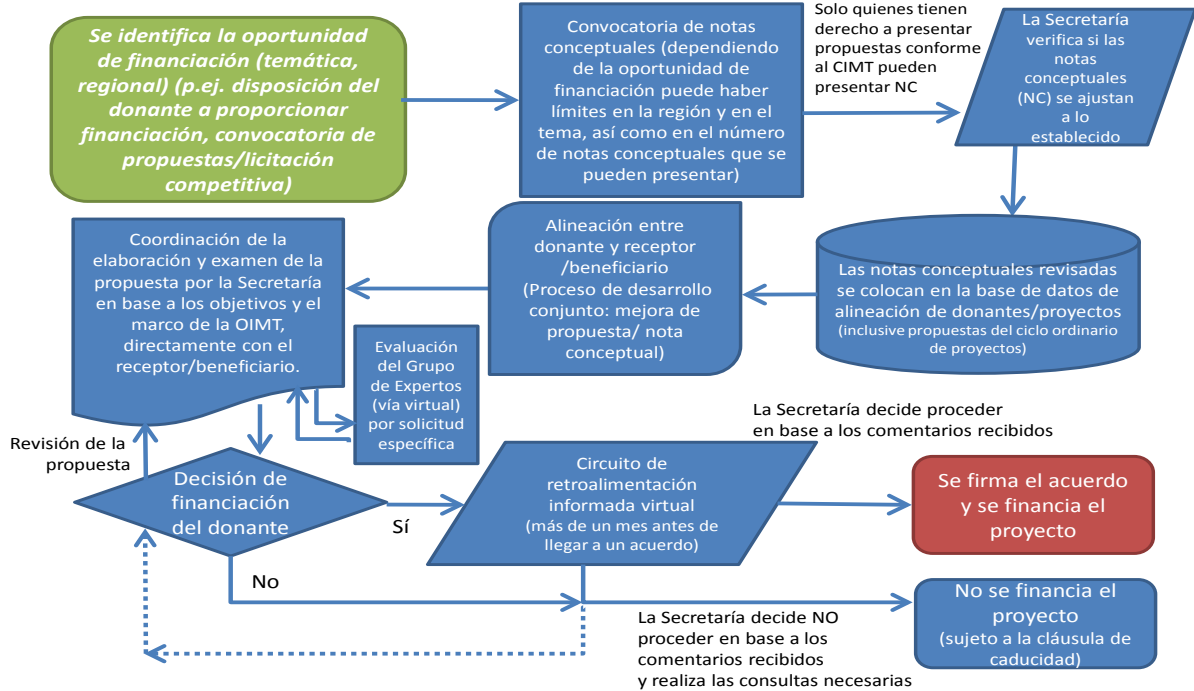 Se identifica la oportunidad
de financiación (temática,
regional) (p.ej. disposición del
donante a proporcionar
financiación, convocatoria de
propuestas/licitación
competitiva)
Convocatoria de notas
conceptuales (dependiendo
de la oportunidad de
financiación puede haber
límites en la región y en el
tema, así como en el número
de notas conceptuales que se
pueden presentar)
Solo quienes tienen
derecho a presentar
propuestas conforme
al CIMT pueden
presentar NC
La Secretaría
verifica si las
notas
conceptuales
(NC) se ajustan
a lo
establecido
Las notas conceptuales revisadas
se colocan en la base de datos de
alineación de donantes/proyectos
(inclusive propuestas del ciclo ordinario
de proyectos)
Alineación entre
donante y receptor
/beneficiario
(Proceso de desarrollo
conjunto: mejora de
propuesta/ nota
conceptual)
Coordinación de la
elaboración y examen de la
propuesta por la Secretaría
en base a los objetivos y el
marco de la OIMT,
directamente con el
receptor/beneficiario.
Evaluación
del Grupo
de Expertos
(vía virtual)
por solicitud
específica
Revisión de la
propuesta
Decisión de
financiación
del donante
Sí
No
Circuito de
retroalimentación
informada virtual
(más de un mes antes de
llegar a un acuerdo)
La Secretaría decide proceder
en base a los comentarios recibidos
Se firma el acuerdo
y se financia el
proyecto
La Secretaría decide NO
proceder en base a los
comentarios recibidos
y realiza las consultas necesarias
No se financia el
proyecto
(sujeto a la cláusula de
caducidad)